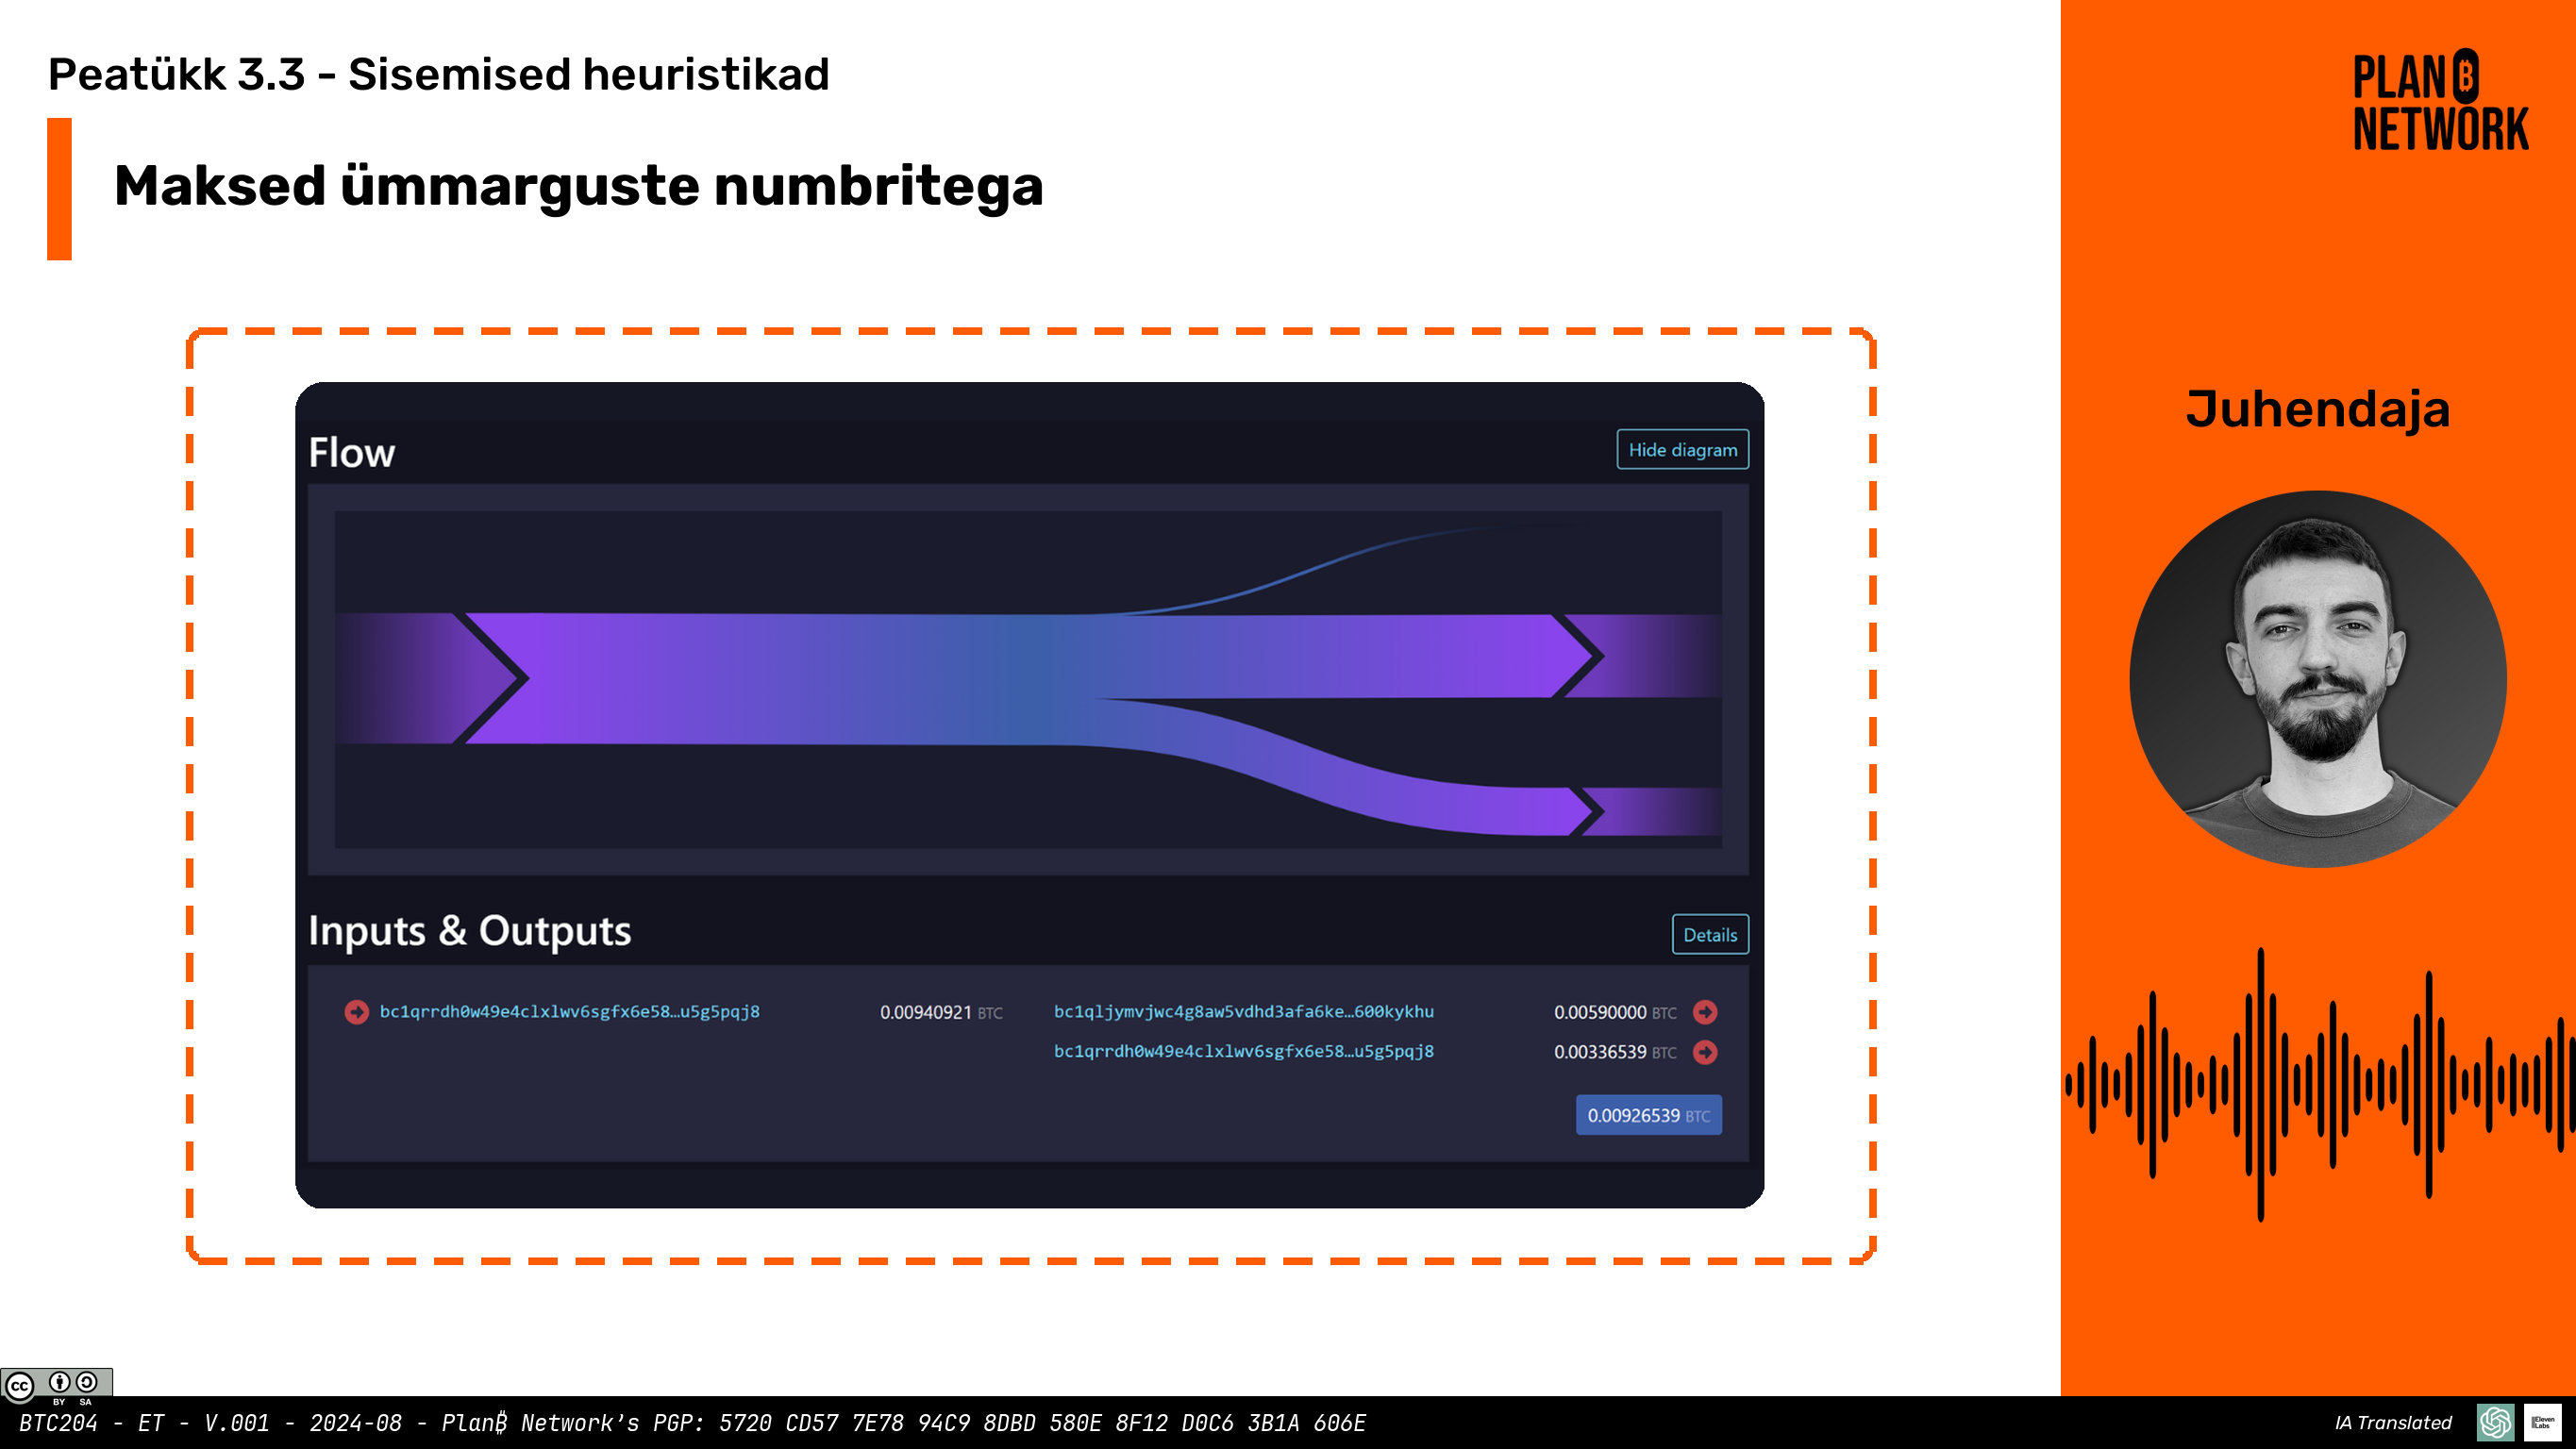 Peatükk 3.3 - Sisemised heuristikad
Maksed ümmarguste numbritega
PLAN ₿
NETWORK
Juhendaja
Flow
Hide diagram
Inputs & Outputs
Details
bc1qrrdh0w49e4clxlwv6sgfx6e58…u5g5pqj8 0.00940921 BTC bc1qljymvjwc4g8aw5vdhd3afa6ke…600kykhu 0.00590000 BTC
bc1qrrdh0w49e4clxlwv6sgfx6e58…u5g5pqj8 0.00336539 BTC
0.00926539 BTC
cc BY SA
BTC204 - ET - V.001 - 2024-08 - Plan₿ Network's PGP: 5720 CD57 7E78 94C9 8DBD 580E 8F12 D0C6 3B1A 606E
IA Translated
IIElevenLabs